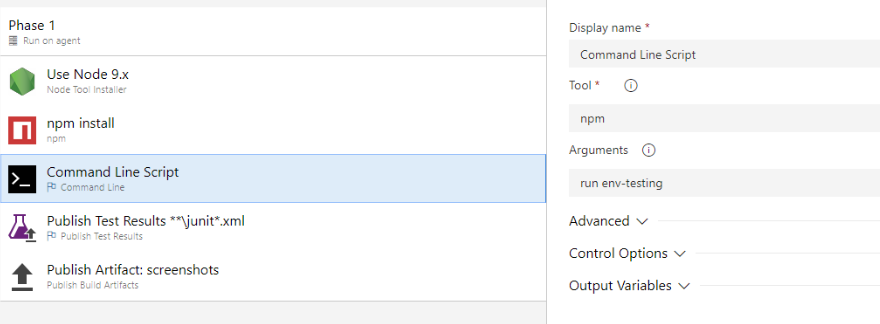 Phase 1
Run on agent
Use Node 9.x
Node Tool Installer
npm install
npm
Command Line Script
Command Line
Publish Test Results **\junit*.xml
Publish Test Results
Publish Artifact: screenshots
Publish Build Artifacts
Display name *
Command Line Script
Tool *
npm
Arguments
run env-testing
Advanced
Control Options
Output Variables